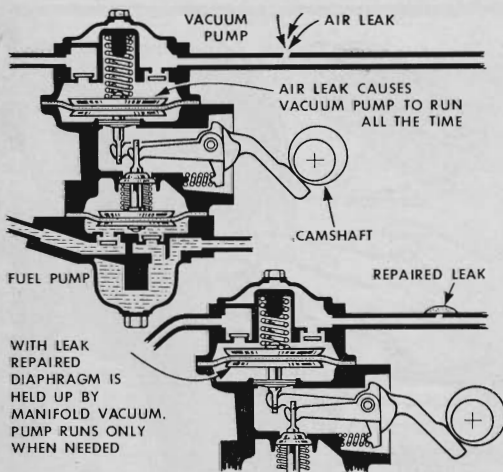 VACUUM
PUMP
AIR LEAK
AIR LEAK CAUSES
VACUUM PUMP TO RUN
ALL THE TIME
CAMSHAFT
FUEL PUMP
REPAIRED LEAK
WITH LEAK
REPAIRED
DIAPHRAGM IS
HELD UP BY
MANIFOLD VACUUM.
PUMP RUNS ONLY
WHEN NEEDED